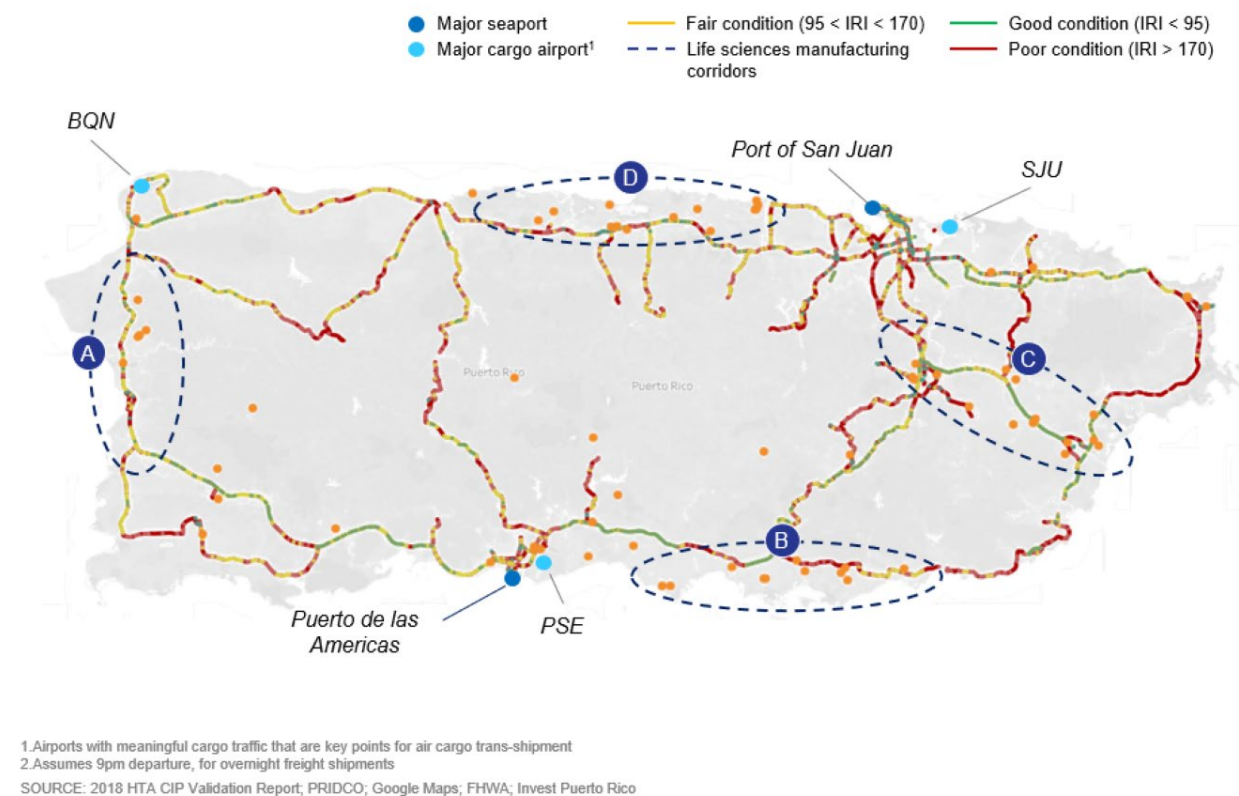 Major seaport
Fair condition (95 < IRI < 170)
Good condition (IRI < 95)
Major cargo airport1
Life sciences manufacturing
corridors
Poor condition (IRI > 170)
BQN
Port of San Juan
SJU
D
A
C
Puerto Rico
Puerto Rico
B
Puerto de las
Americas
PSE
1.Airports with meaningful cargo traffic that are key points for air cargo trans-shipment
2.Assumes 9pm departure, for overnight freight shipments
SOURCE: 2018 HTA CIP Validation Report; PRIDCO; Google Maps; FHWA; Invest Puerto Rico